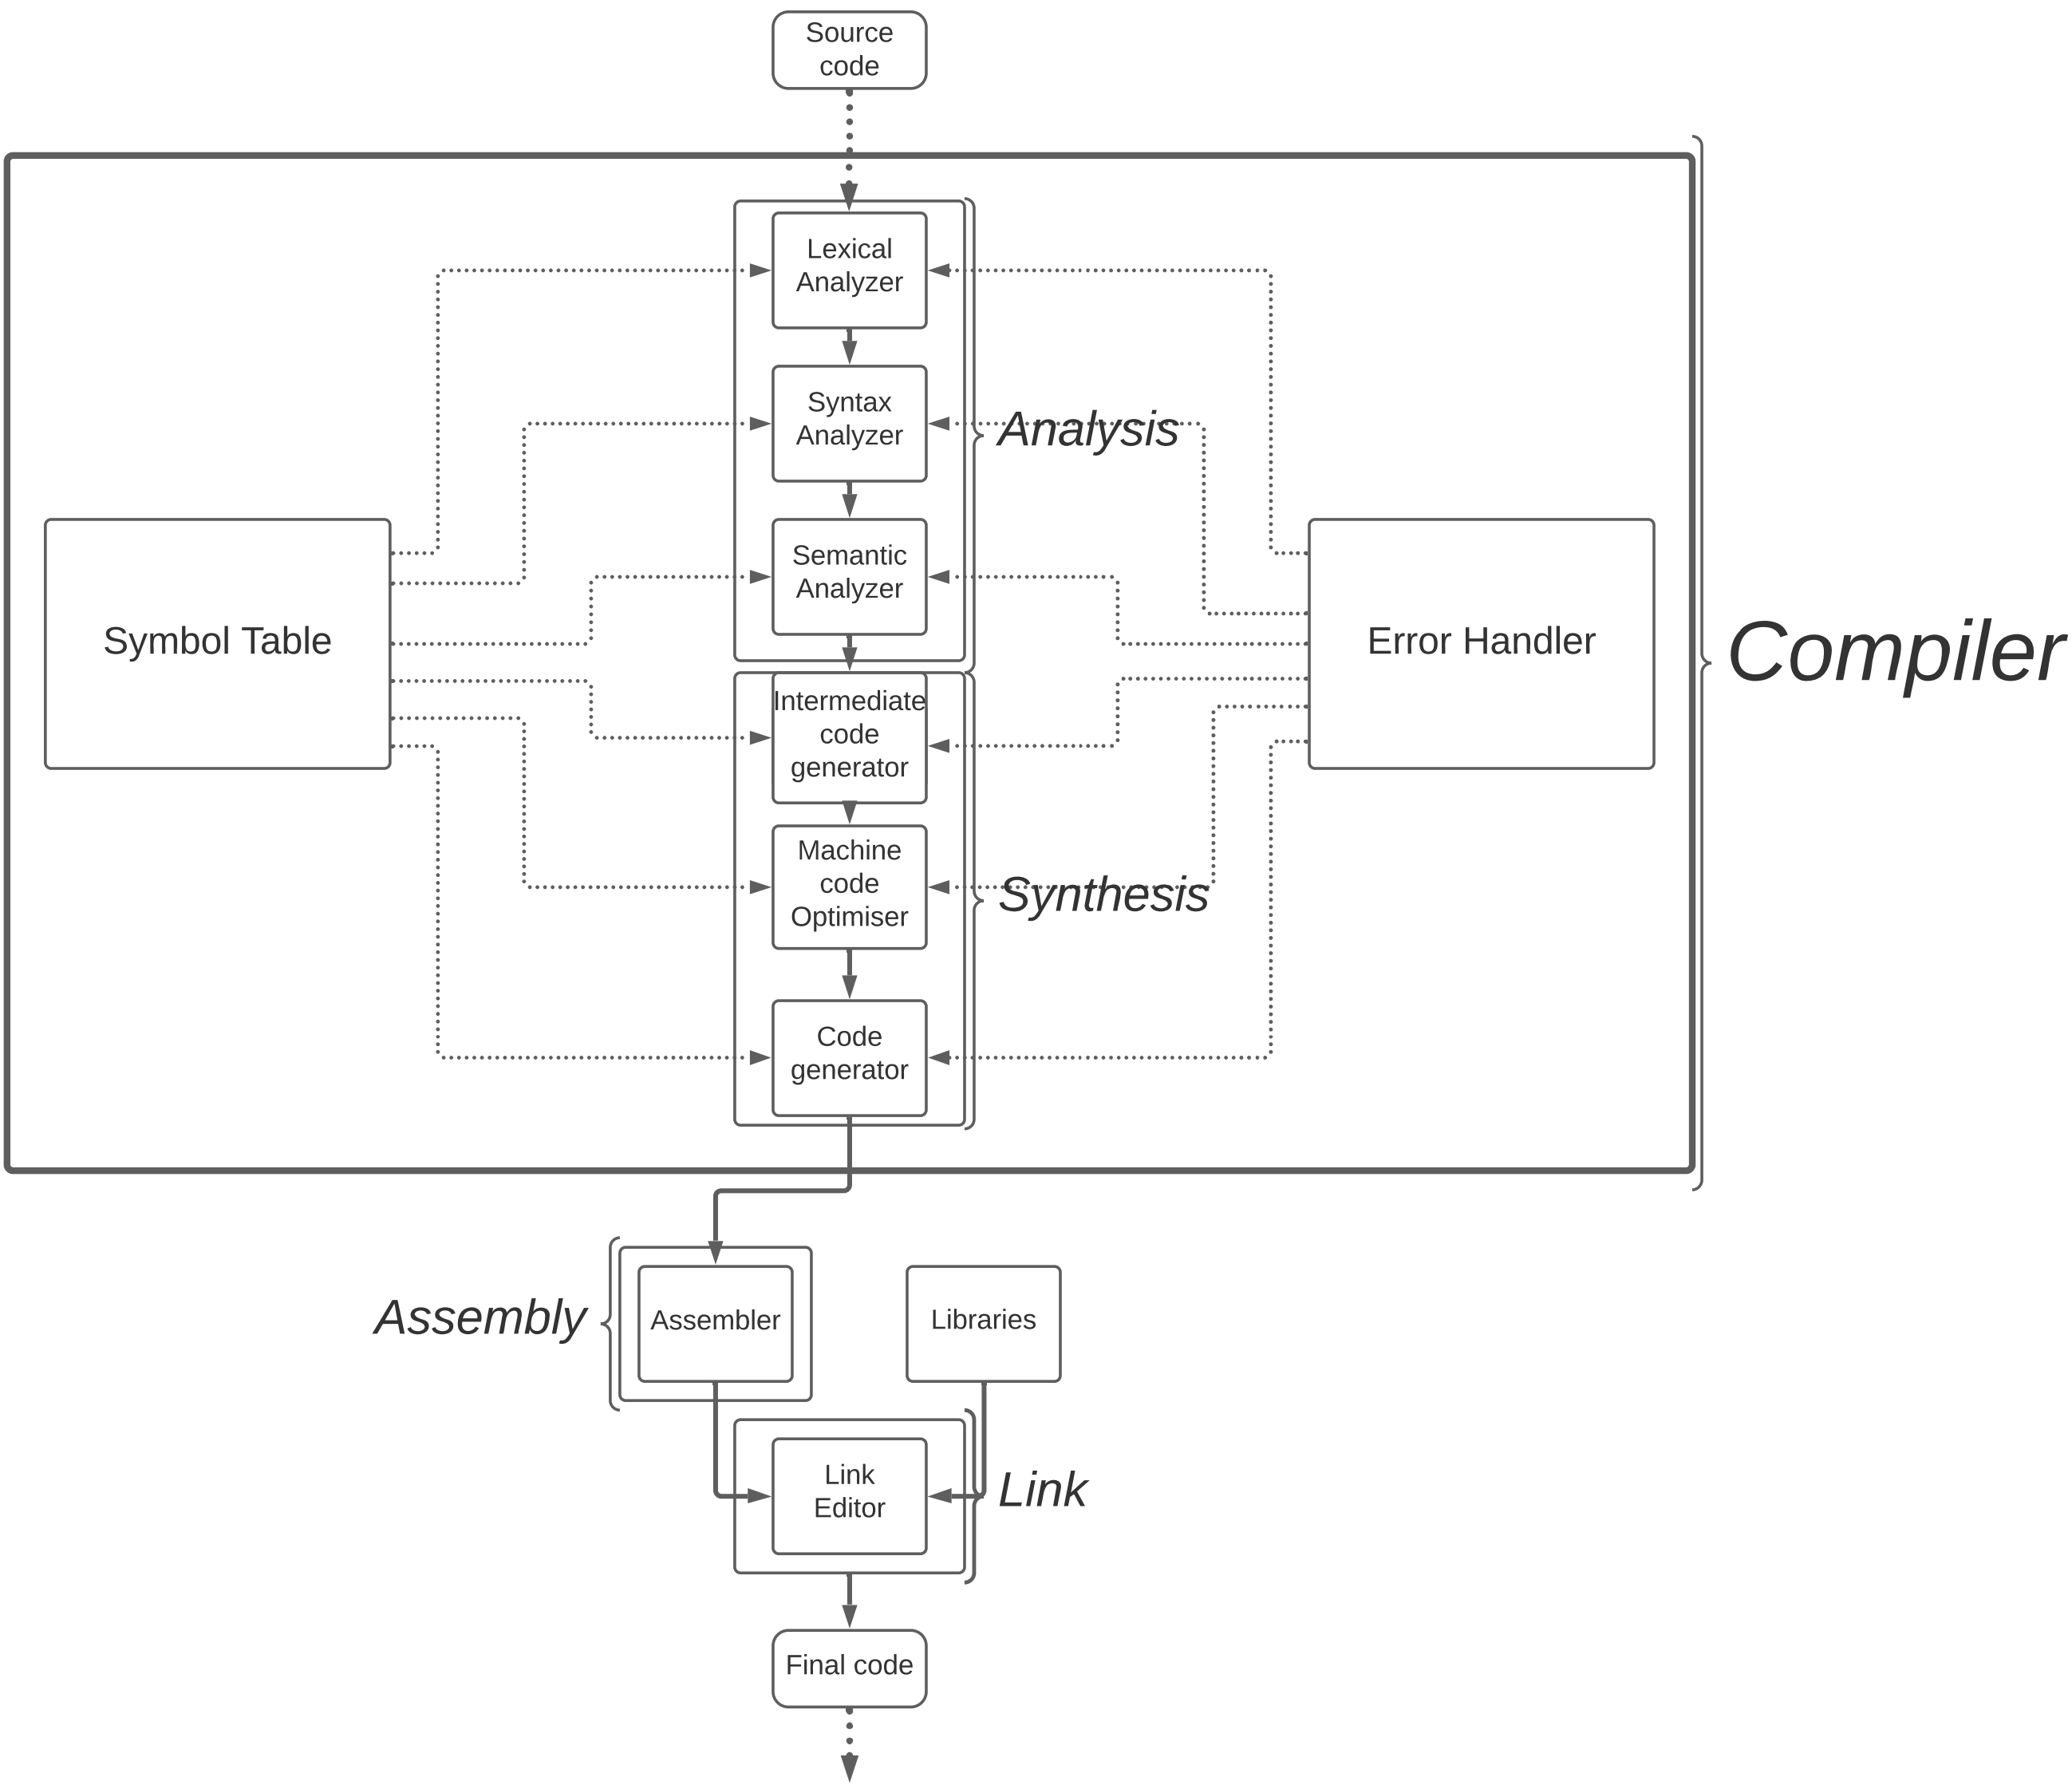 Source
code
Lexical
Analyzer
Syntax
Analyzer
Analysis
Semantic
Analyzer
Symbol Table
Error Handler
Compiler
Intermediate
code
generator
Machine
code
Optimiser
Synthesis
Code
generator
Assembly
Assembler
Libraries
Link
Editor
Link
Final code